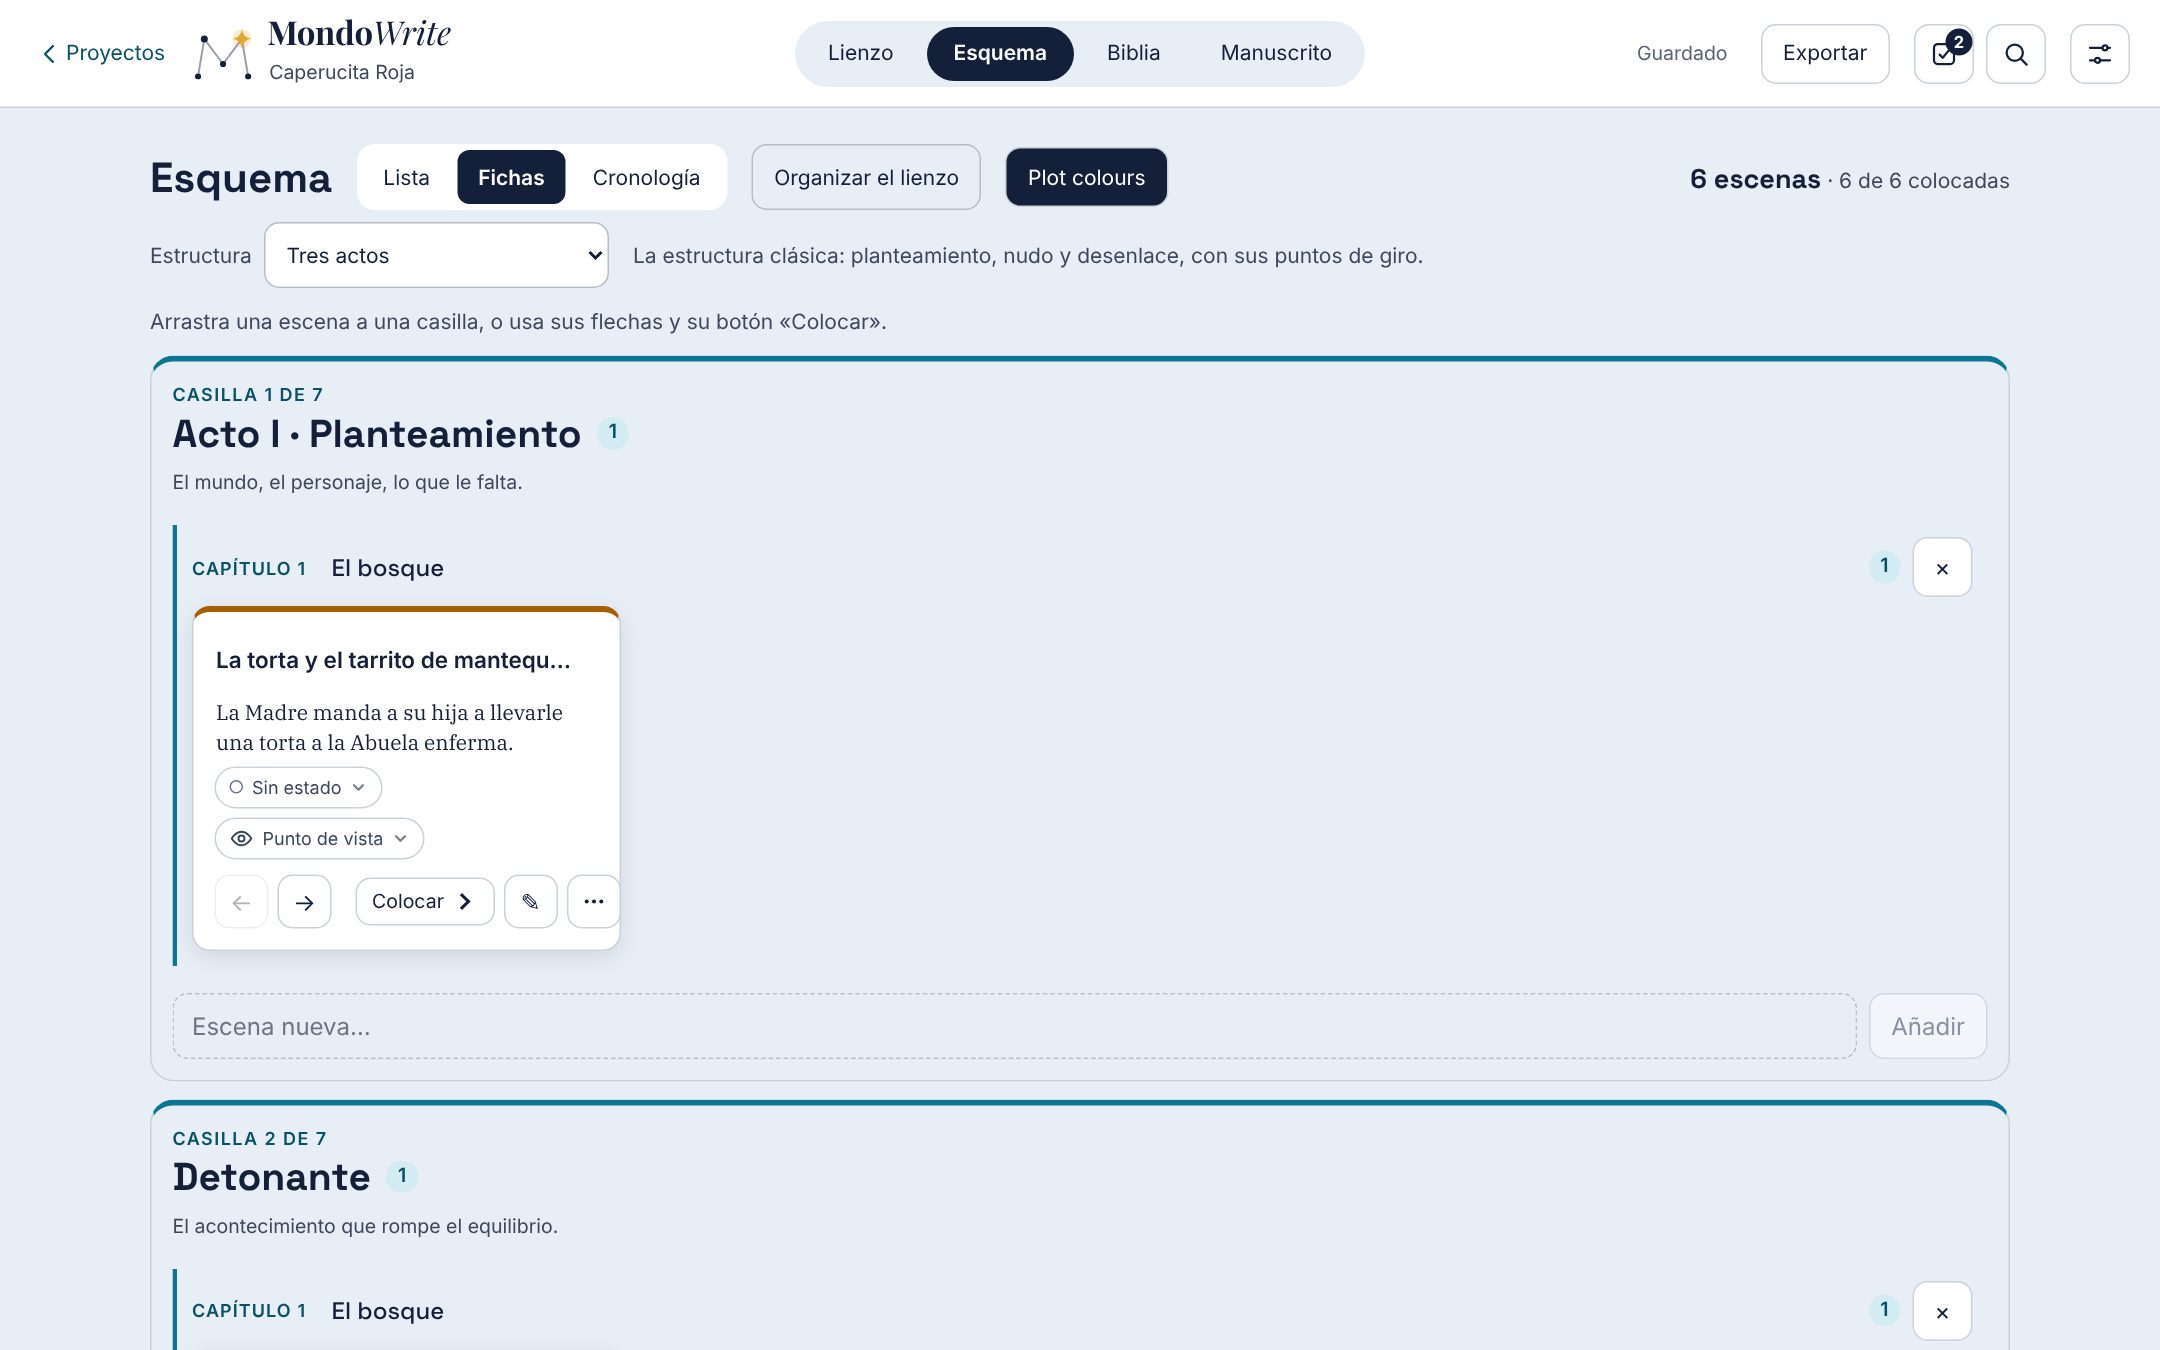 Proyectos
MondoWrite
Caperucita Roja
Lienzo
Esquema
Biblia
Manuscrito
Guardado
Exportar
2
Esquema
Lista
Fichas
Cronología
Organizar el lienzo
Plot colours
6 escenas · 6 de 6 colocadas
Estructura
Tres actos
La estructura clásica: planteamiento, nudo y desenlace, con sus puntos de giro.
Arrastra una escena a una casilla, o usa sus flechas y su botón «Colocar».
CASILLA 1 DE 7
Acto I · Planteamiento 1
El mundo, el personaje, lo que le falta.
CAPÍTULO 1 El bosque 1 ×
La torta y el tarrito de mantequ...
La Madre manda a su hija a llevarle
una torta a la Abuela enferma.
Sin estado
Punto de vista
← → Colocar ✎ ...
Escena nueva...
Añadir
CASILLA 2 DE 7
Detonante 1
El acontecimiento que rompe el equilibrio.
CAPÍTULO 1 El bosque 1 ×